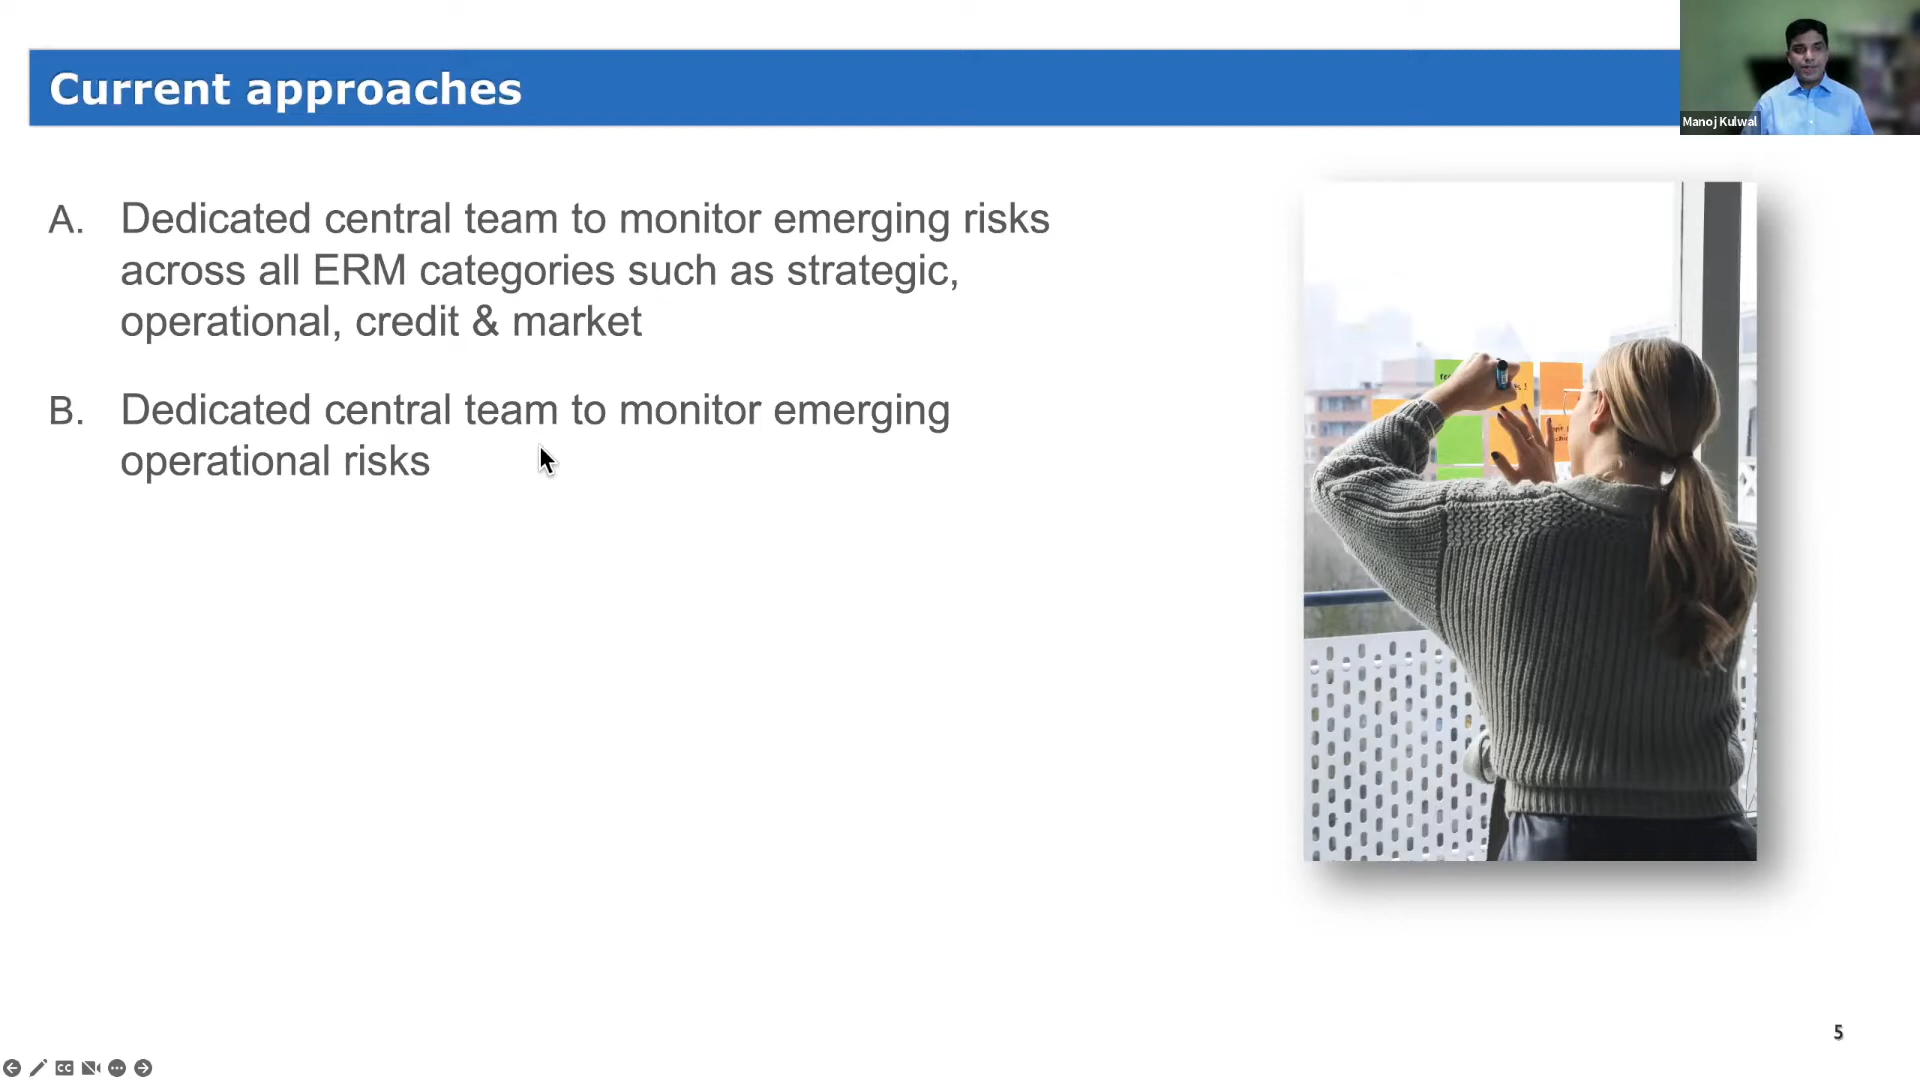 Current approaches
Manoj Kulwal
A. Dedicated central team to monitor emerging risks
across all ERM categories such as strategic,
operational, credit & market
B. Dedicated central team to monitor emerging
operational risks
5
CC